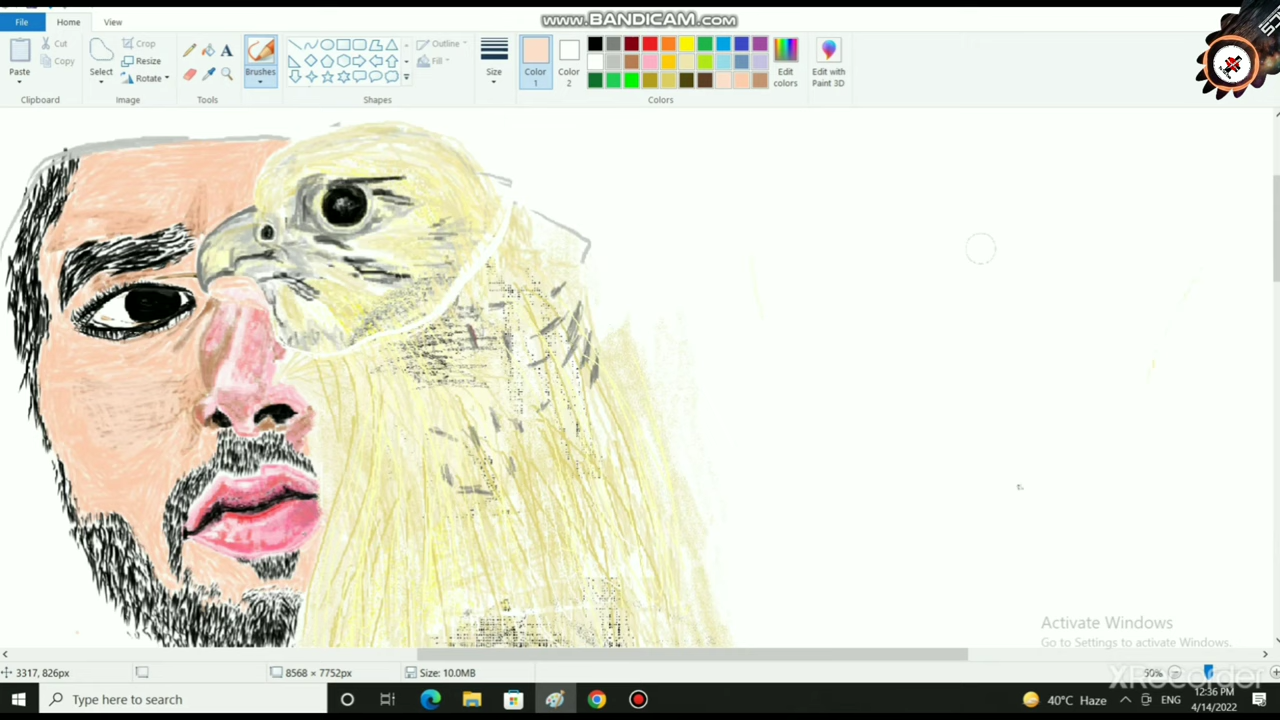 www.BANDICAM.com
File Home View
Paste
Cut
Copy
Clipboard
Select
Crop
Resize
Rotate
Image
A
Tools
Brushes
Shapes
Outline
Fill
Size
Color 1
Color 2
Edit colors
Colors
Edit with Paint 3D
Activate Windows
Go to Settings to activate Windows.
3317, 826px
8568 × 7752px
Size: 10.0MB
XRecorder
Type here to search
40°C Haze
ENG
12:36 PM
4/14/2022